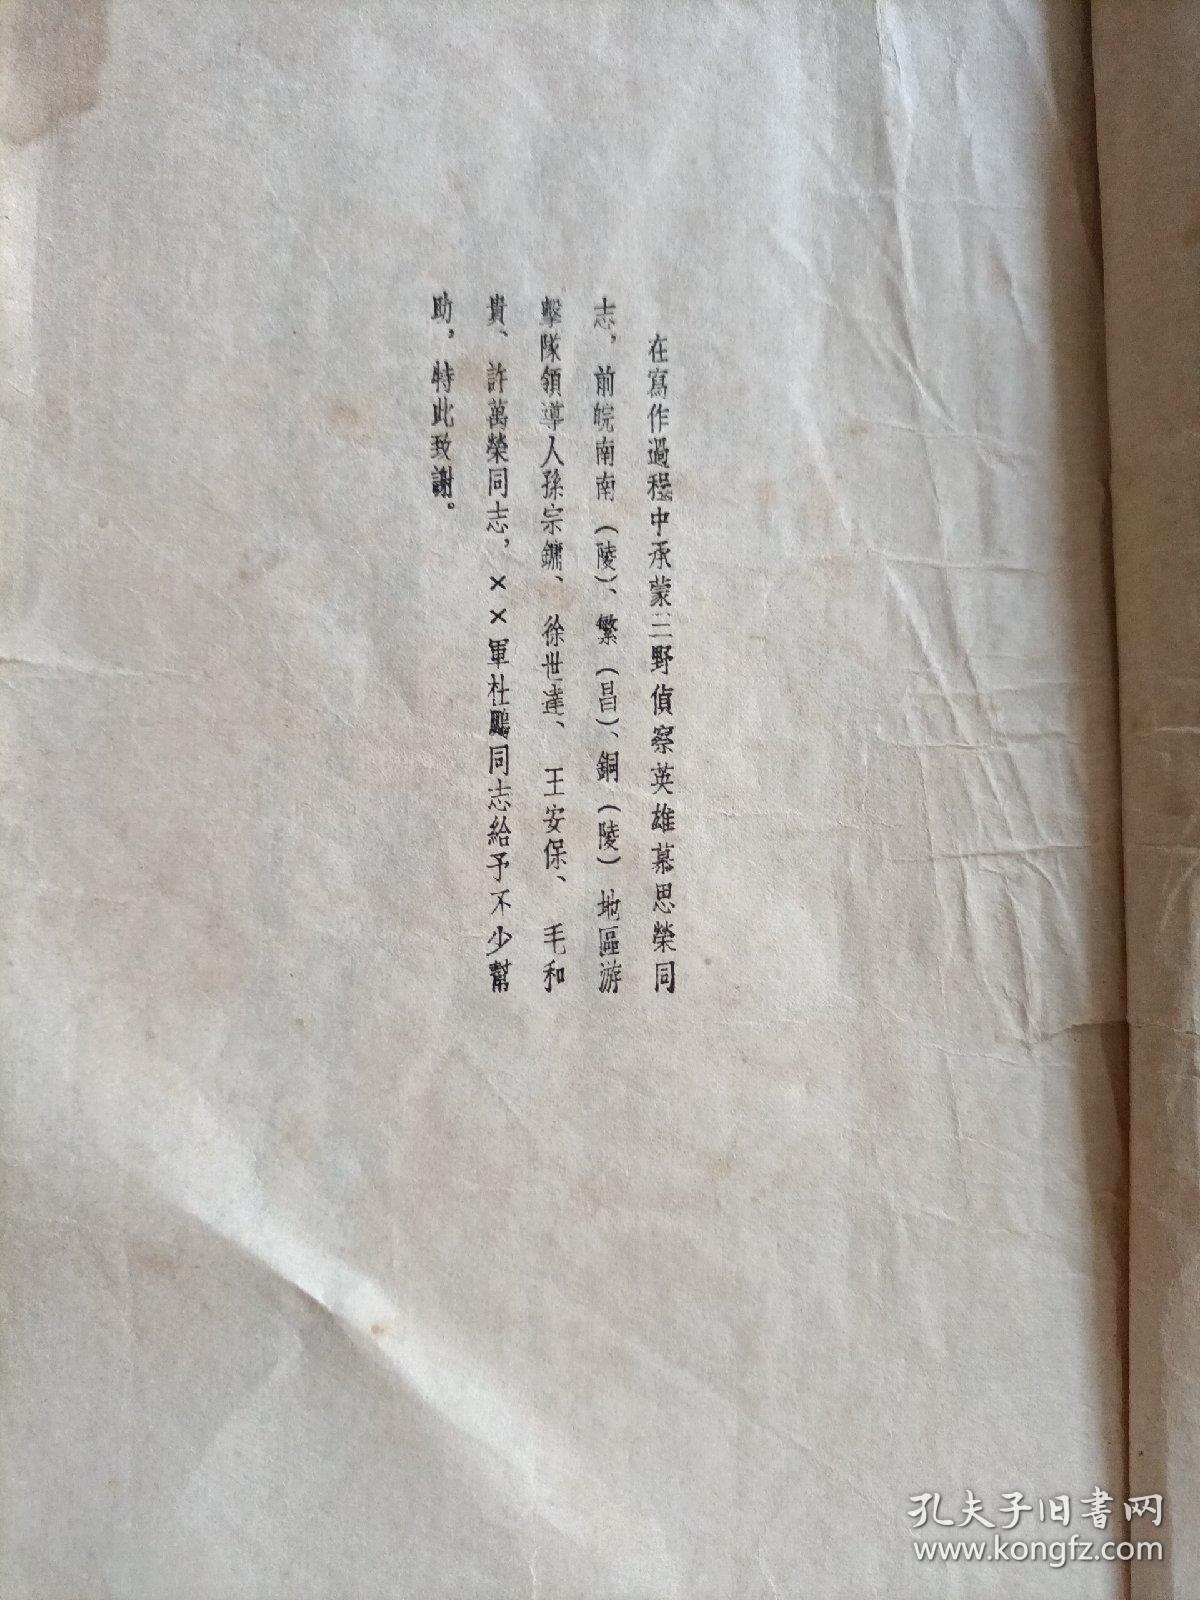 在寫作過程中承蒙三野偵察英雄慕思榮同
志，前皖南南（陵）、繁（昌）、銅（陵）地區游
擊隊領導人孫宗鏞、徐世達、王安保、毛和
貴、許萬榮同志，××軍杜鵬同志給予不少幫
助，特此致謝。
孔夫子旧书网
www.kongfz.com